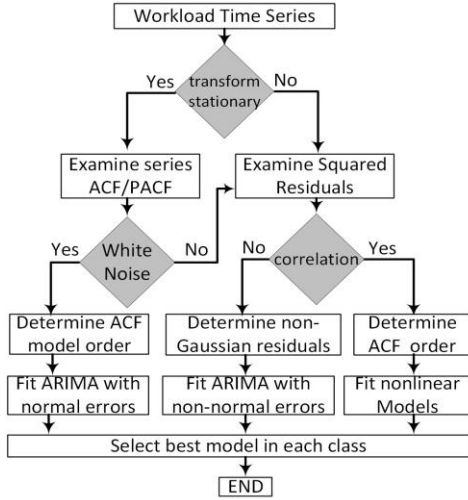 Workload Time Series
Yes
transform
stationary
No
Examine series
ACF/PACF
Examine Squared
Residuals
Yes
White
Noise
No
No
correlation
Yes
Determine ACF
model order
Determine non-
Gaussian residuals
Determine
ACF order
Fit ARIMA with
normal errors
Fit ARIMA with
non-normal errors
Fit nonlinear
Models
Select best model in each class
END